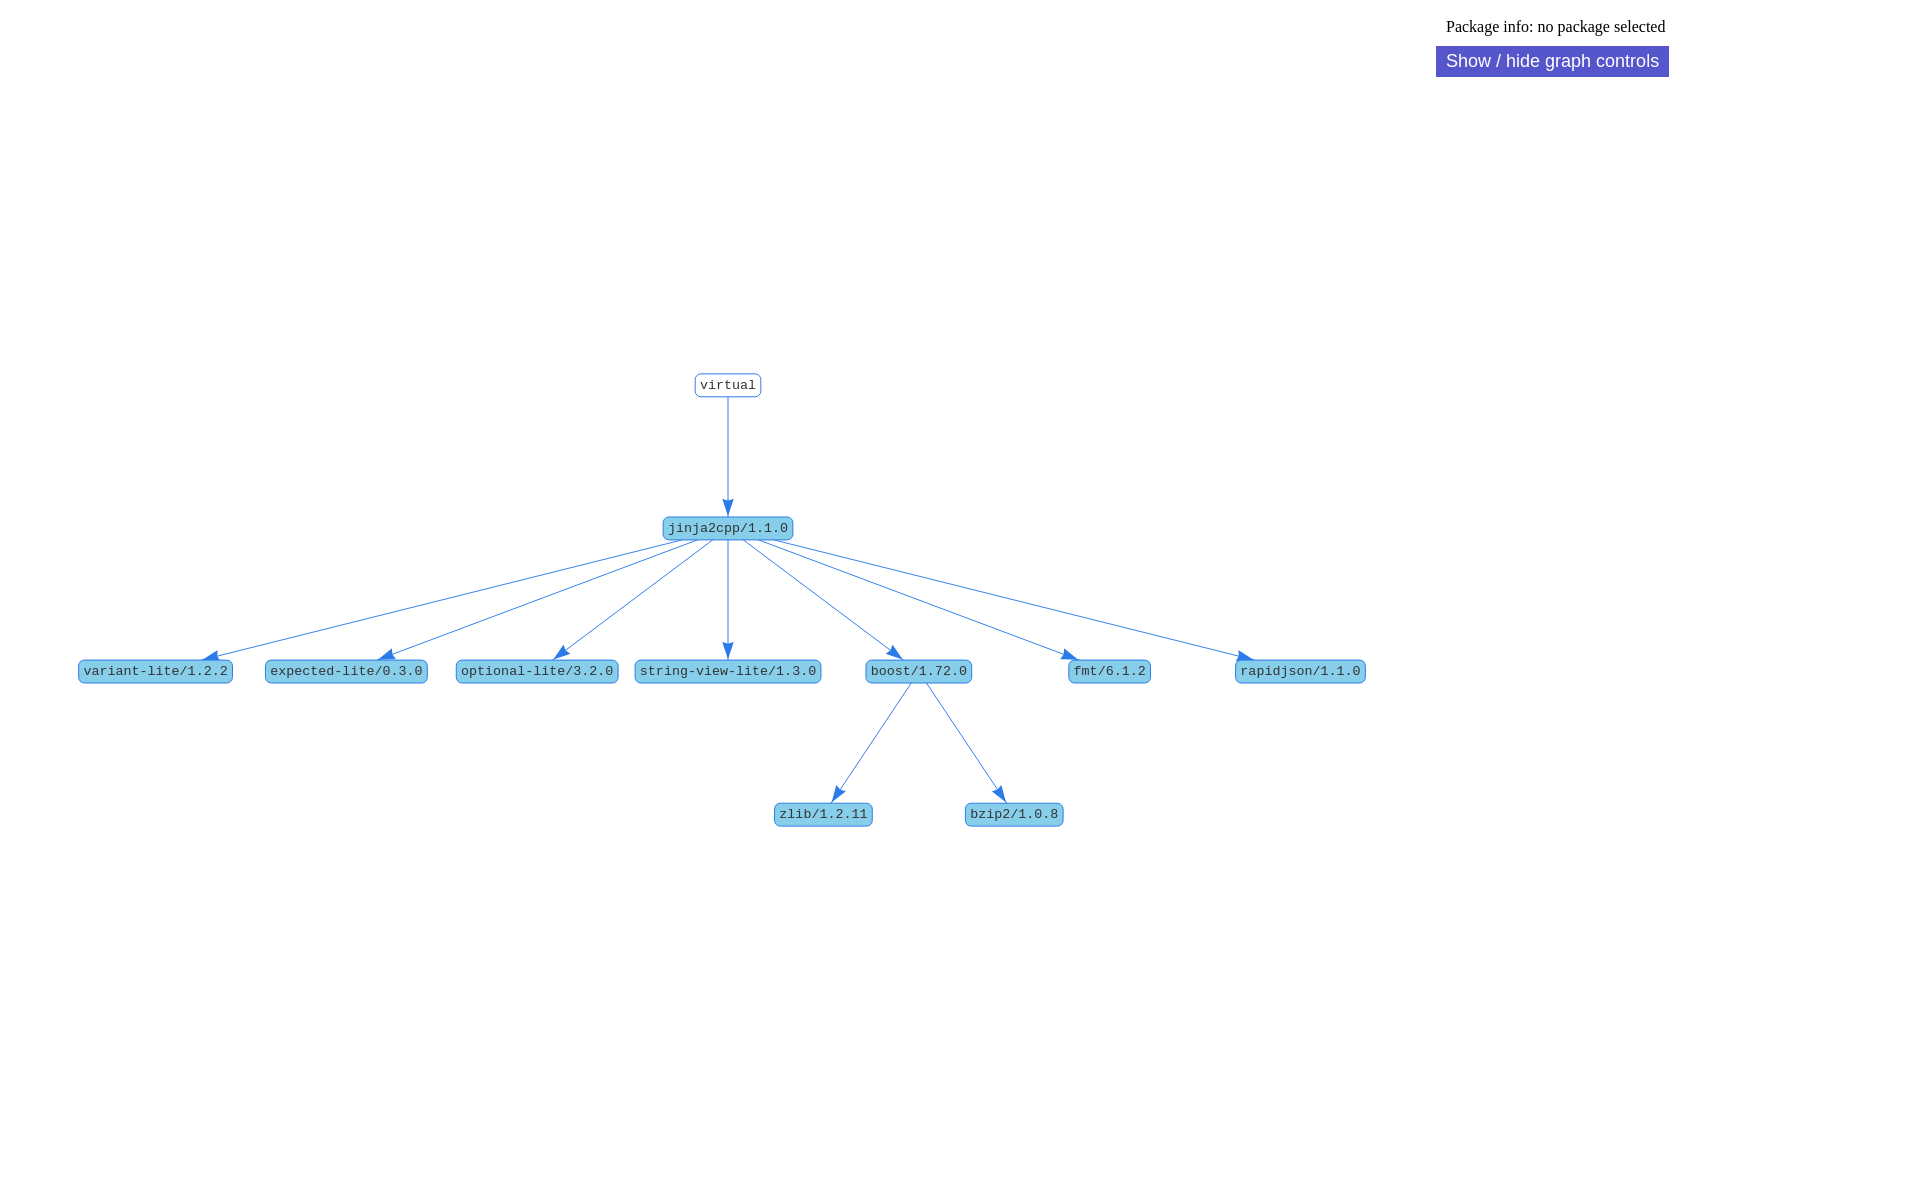 Package info: no package selected
Show / hide graph controls
virtual
jinja2cpp/1.1.0
variant-lite/1.2.2
expected-lite/0.3.0
optional-lite/3.2.0
string-view-lite/1.3.0
boost/1.72.0
fmt/6.1.2
rapidjson/1.1.0
zlib/1.2.11
bzip2/1.0.8